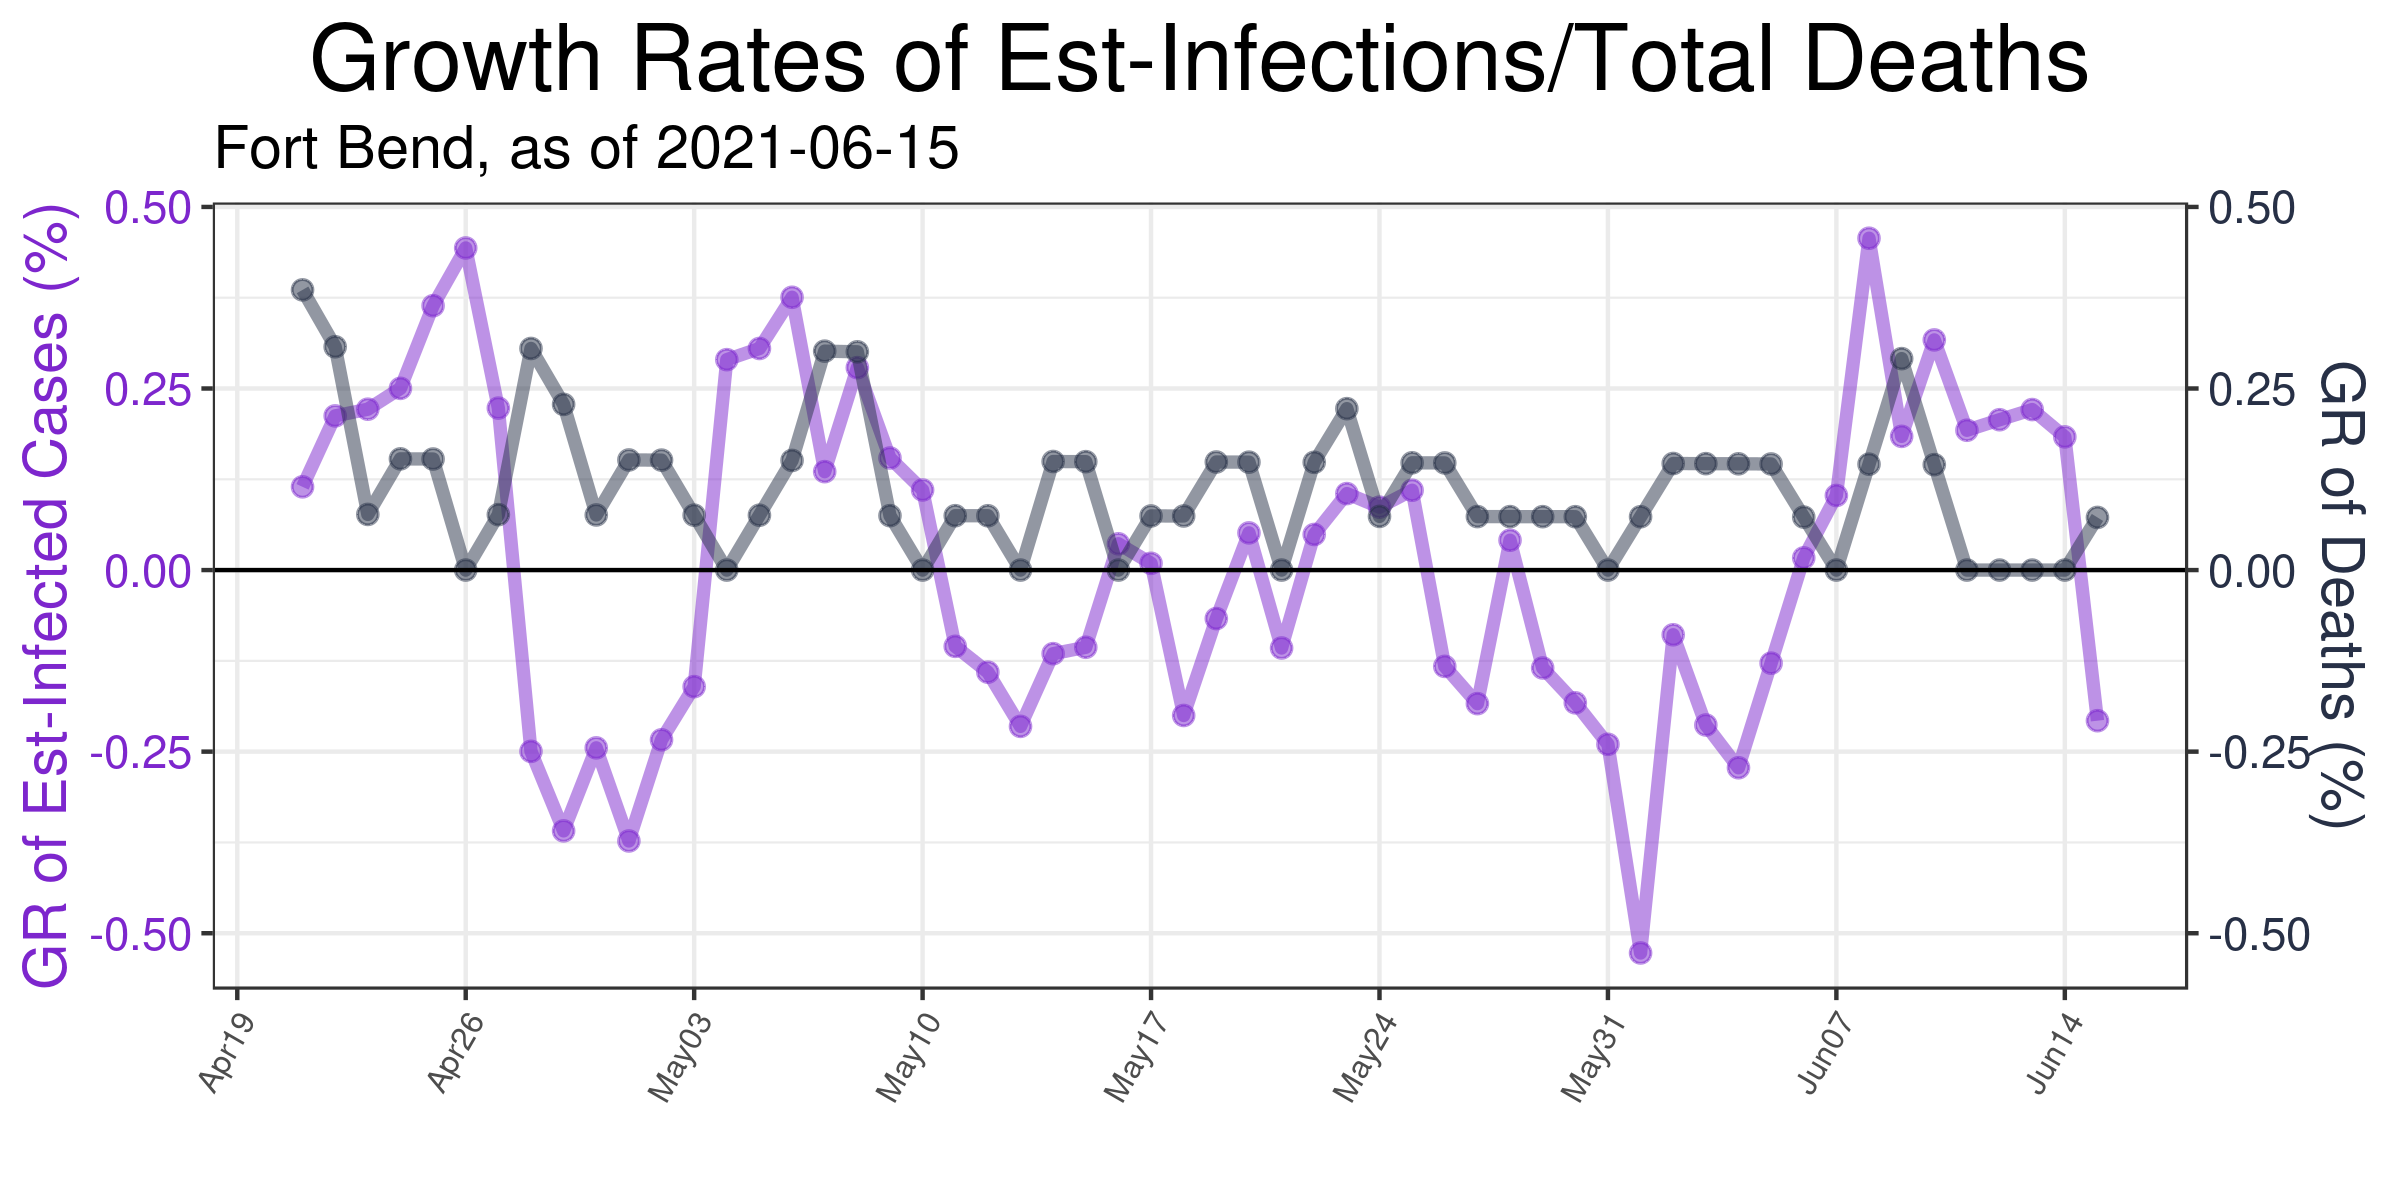 Growth Rates of Est-Infections/Total Deaths
Fort Bend, as of 2021-06-15
GR of Est-Infected Cases (%)
0.50
0.25
0.00
-0.25
-0.50
0.50
0.25
0.00
-0.25
-0.50
GR of Deaths (%)
Apr19
Apr26
May03
May10
May17
May24
May31
Jun07
Jun14